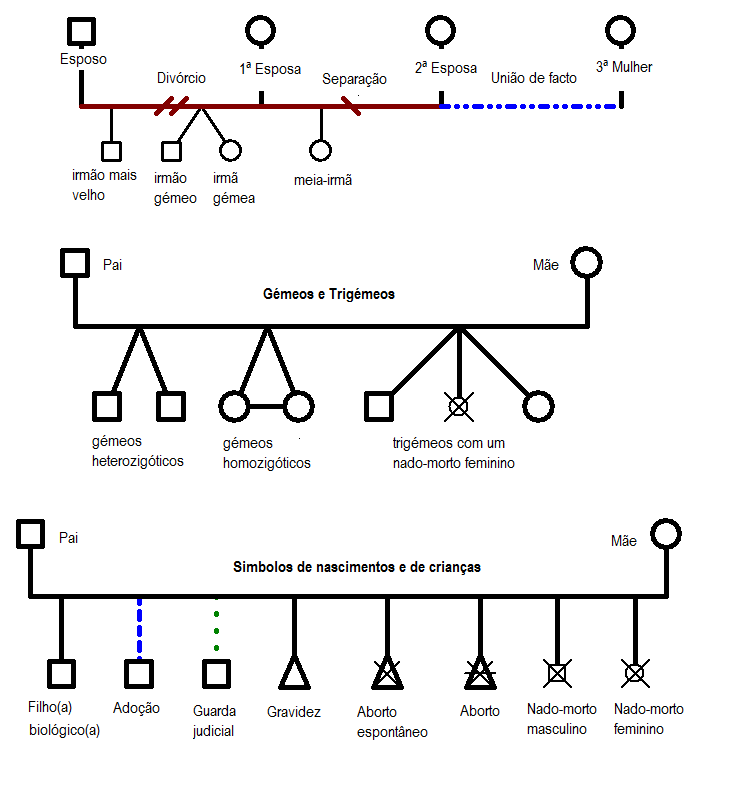 Esposo
1ª Esposa
2ª Esposa
3ª Mulher
Divórcio
Separação
União de facto
irmão mais
velho
irmão
gémeo
irmã
gémea
meia-irmã
Pai
Mãe
Gémeos e Trigémeos
gémeos
heterozigóticos
gémeos
homozigóticos
trigémeos com um
nado-morto feminino
Pai
Mãe
Simbolos de nascimentos e de crianças
Filho(a)
biológico(a)
Adoção
Guarda
judicial
Gravidez
Aborto
espontâneo
Aborto
Nado-morto
masculino
Nado-morto
feminino